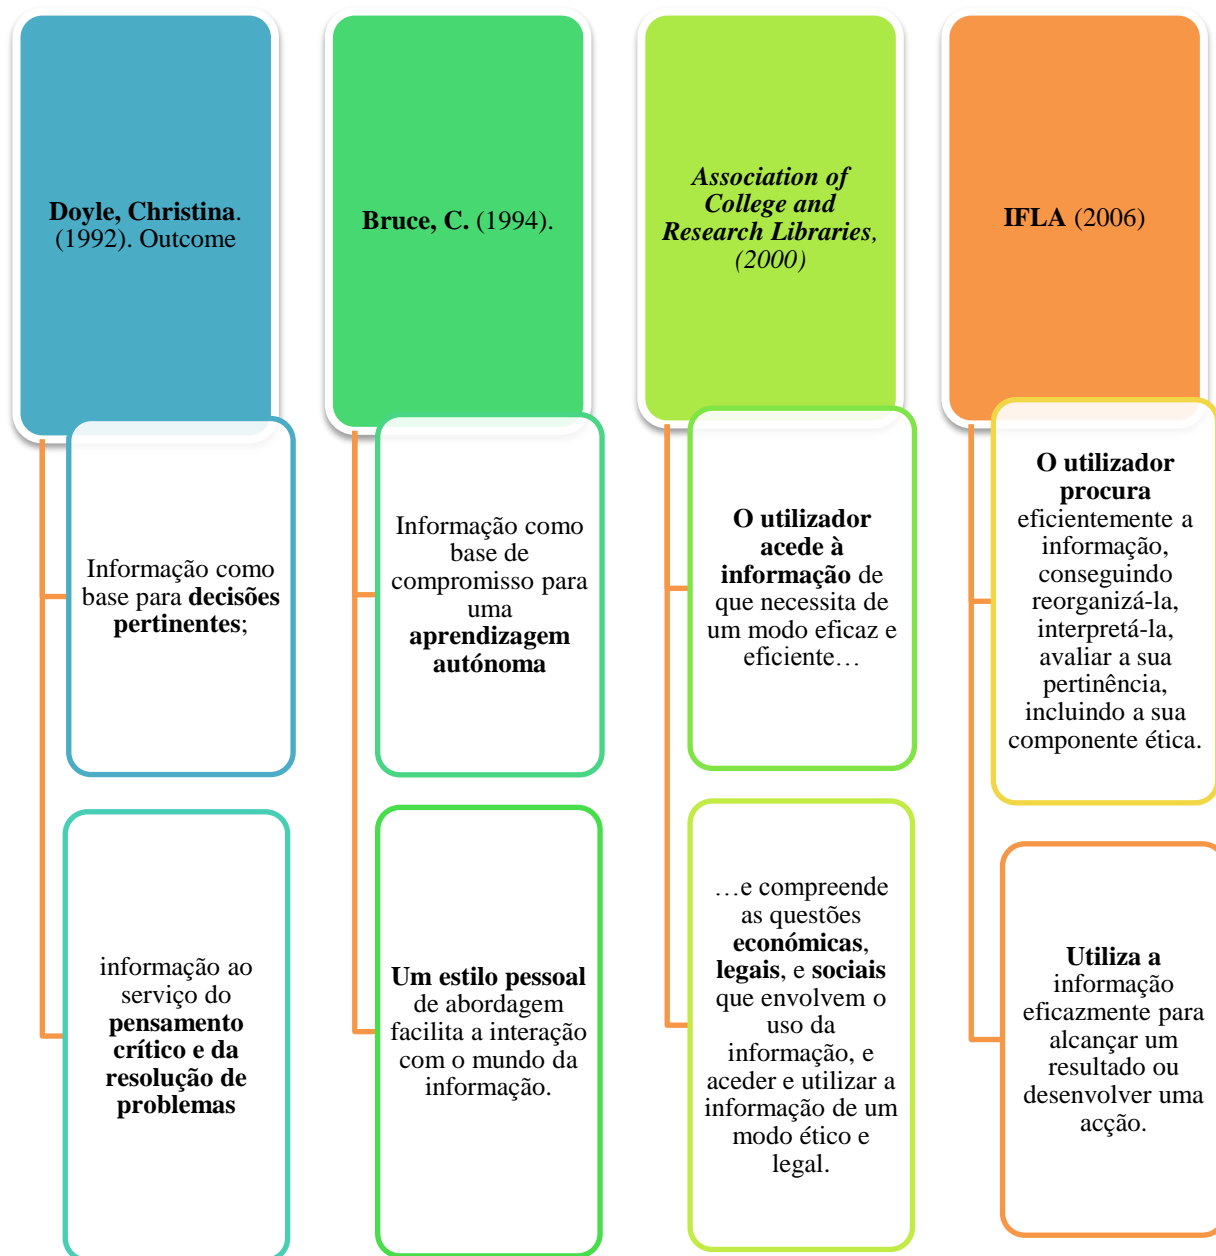 Doyle, Christina.
(1992). Outcome
Informação como
base para decisões
pertinentes;
informação ao
serviço do
pensamento
crítico e da
resolução de
problemas
Bruce, C. (1994).
Informação como
base de
compromisso para
uma
aprendizagem
autónoma
Um estilo pessoal
de abordagem
facilita a interação
com o mundo da
informação.
Association of
College and
Research Libraries,
(2000)
O utilizador
acede à
informação de
que necessita de
um modo eficaz e
eficiente…
…e compreende
as questões
económicas,
legais, e sociais
que envolvem o
uso da
informação, e
aceder e utilizar a
informação de um
modo ético e
legal.
IFLA (2006)
O utilizador
procura
eficientemente a
informação,
conseguindo
reorganizá-la,
interpretá-la,
avaliar a sua
pertinência,
incluindo a sua
componente ética.
Utiliza a
informação
eficazmente para
alcançar um
resultado ou
desenvolver uma
acção.